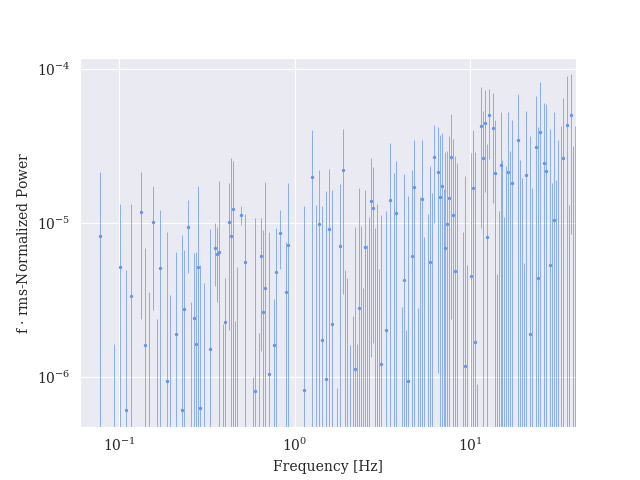 10⁻⁴
10⁻⁵
10⁻⁶
f · rms-Normalized Power
10⁻¹ 10⁰ 10¹
Frequency [Hz]